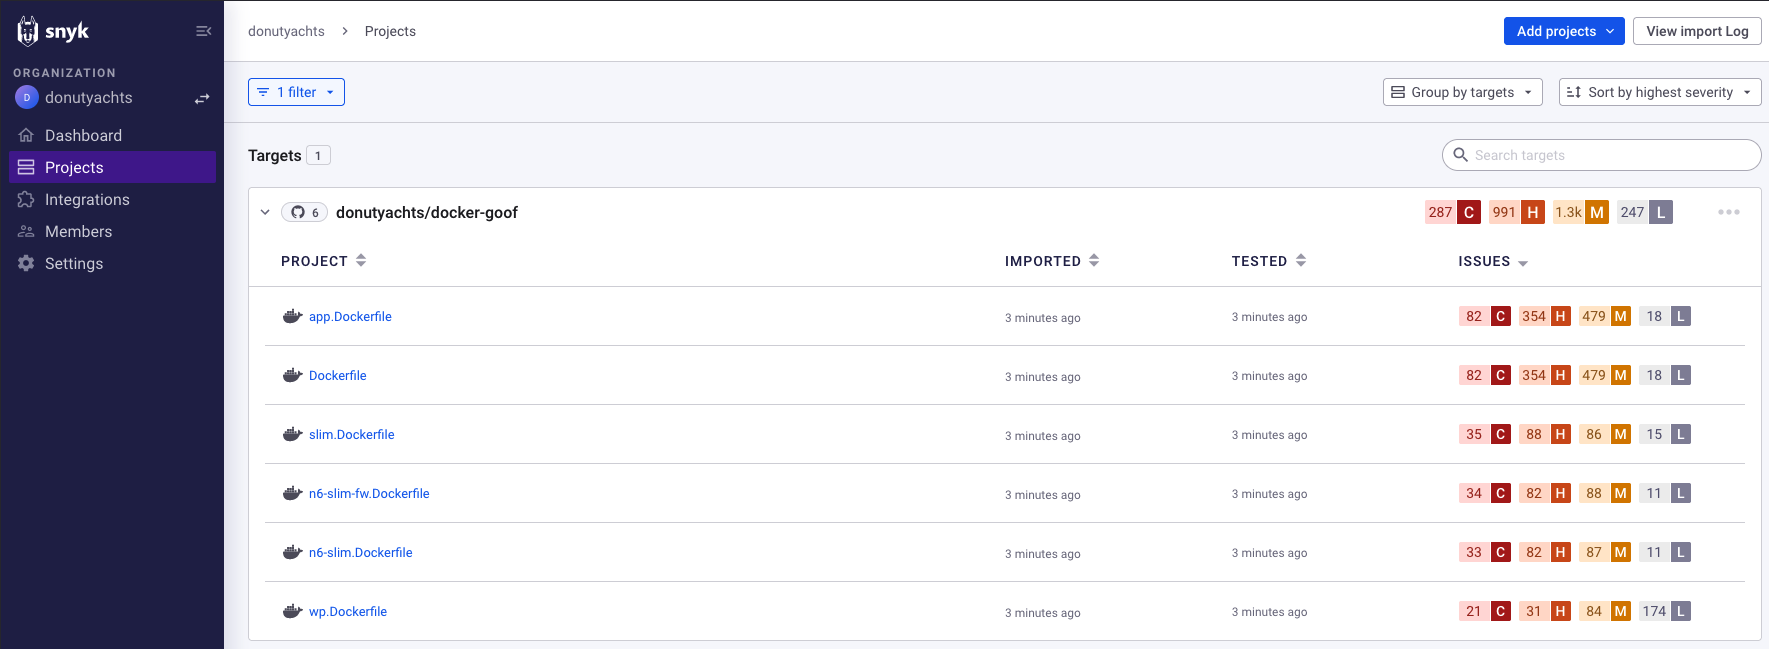 snyk
donutyachts > Projects
Add projects
View import Log
ORGANIZATION
D donutyachts
Dashboard
Projects
Integrations
Members
Settings
1 filter
Group by targets
Sort by highest severity
Targets 1
Search targets
6 donutyachts/docker-goof 287 C 991 H 1.3k M 247 L
PROJECT IMPORTED TESTED ISSUES
app.Dockerfile 3 minutes ago 3 minutes ago 82 C 354 H 479 M 18 L
Dockerfile 3 minutes ago 3 minutes ago 82 C 354 H 479 M 18 L
slim.Dockerfile 3 minutes ago 3 minutes ago 35 C 88 H 86 M 15 L
n6-slim-fw.Dockerfile 3 minutes ago 3 minutes ago 34 C 82 H 88 M 11 L
n6-slim.Dockerfile 3 minutes ago 3 minutes ago 33 C 82 H 87 M 11 L
wp.Dockerfile 3 minutes ago 3 minutes ago 21 C 31 H 84 M 174 L